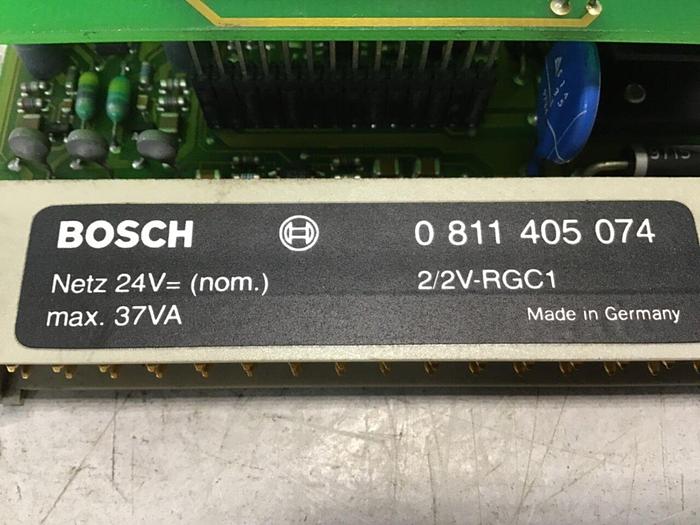 BOSCH 0 811 405 074
Netz 24V= (nom.) 2/2V-RGC1
max. 37VA Made in Germany